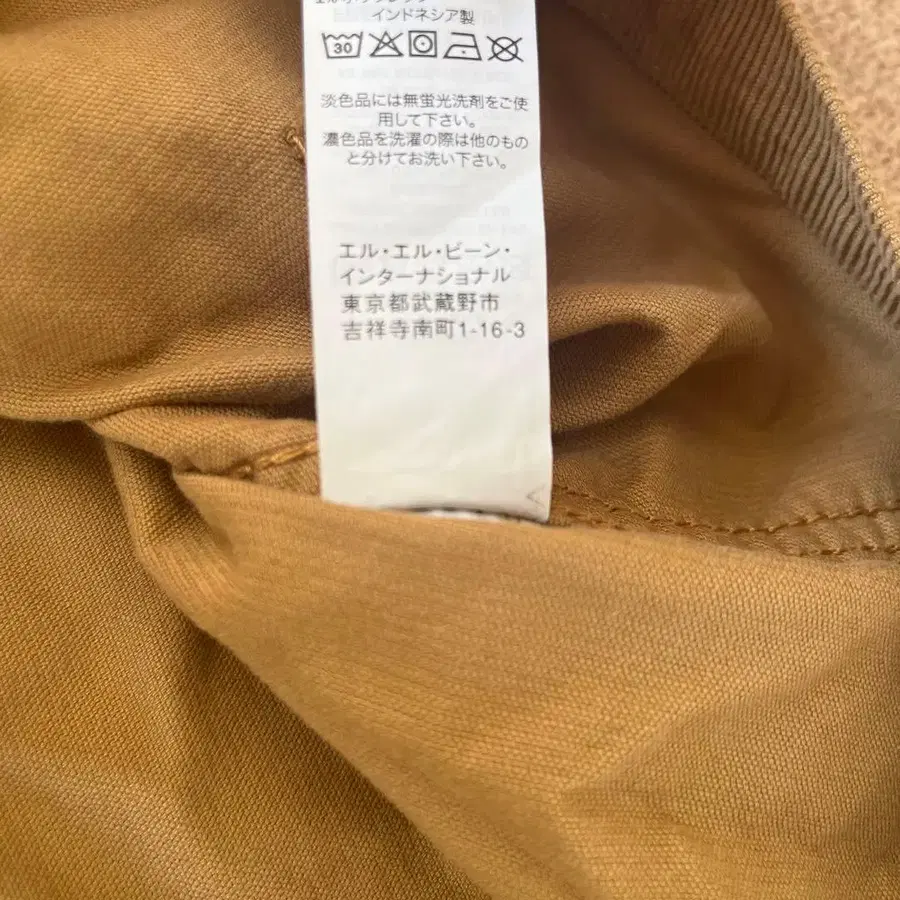 インドネシア製
30
淡色品には無蛍光洗剤をご使
用して下さい。
濃色品を洗濯の際は他のもの
と分けてお洗い下さい。
エル・エル・ビーン・
インターナショナル
東京都武蔵野市
吉祥寺南町1-16-3